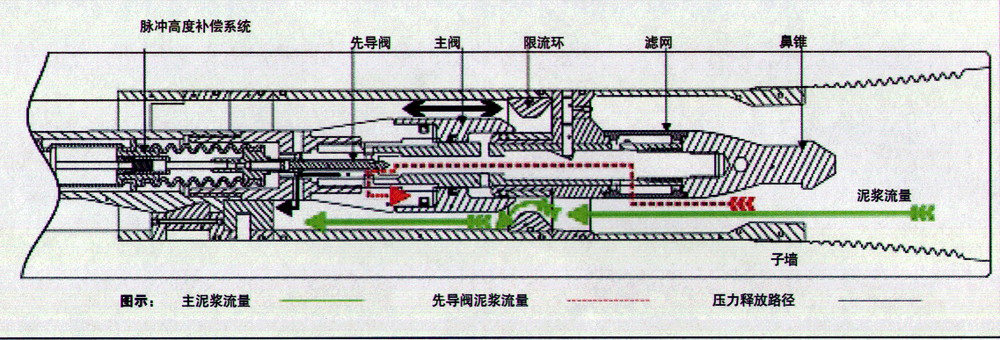 脉冲高度补偿系统
先导阀 主阀 限流环 滤网 鼻锥
泥浆流量
子墙
图示： 主泥浆流量 先导阀泥浆流量 压力释放路径